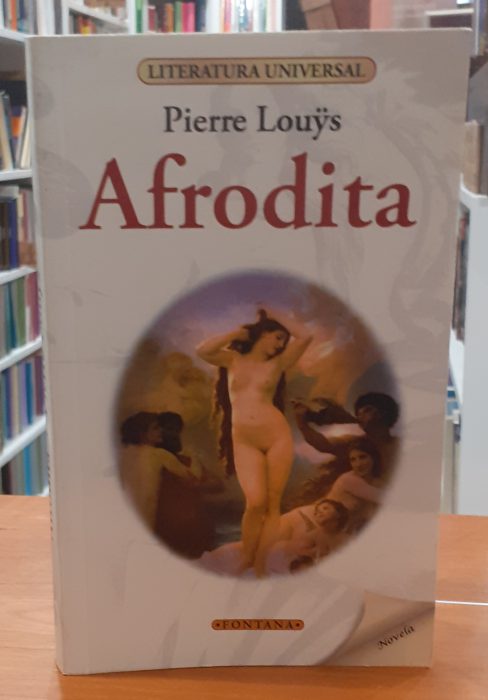 LITERATURA UNIVERSAL
Pierre Louÿs
Afrodita
•FONTANA•
Novela